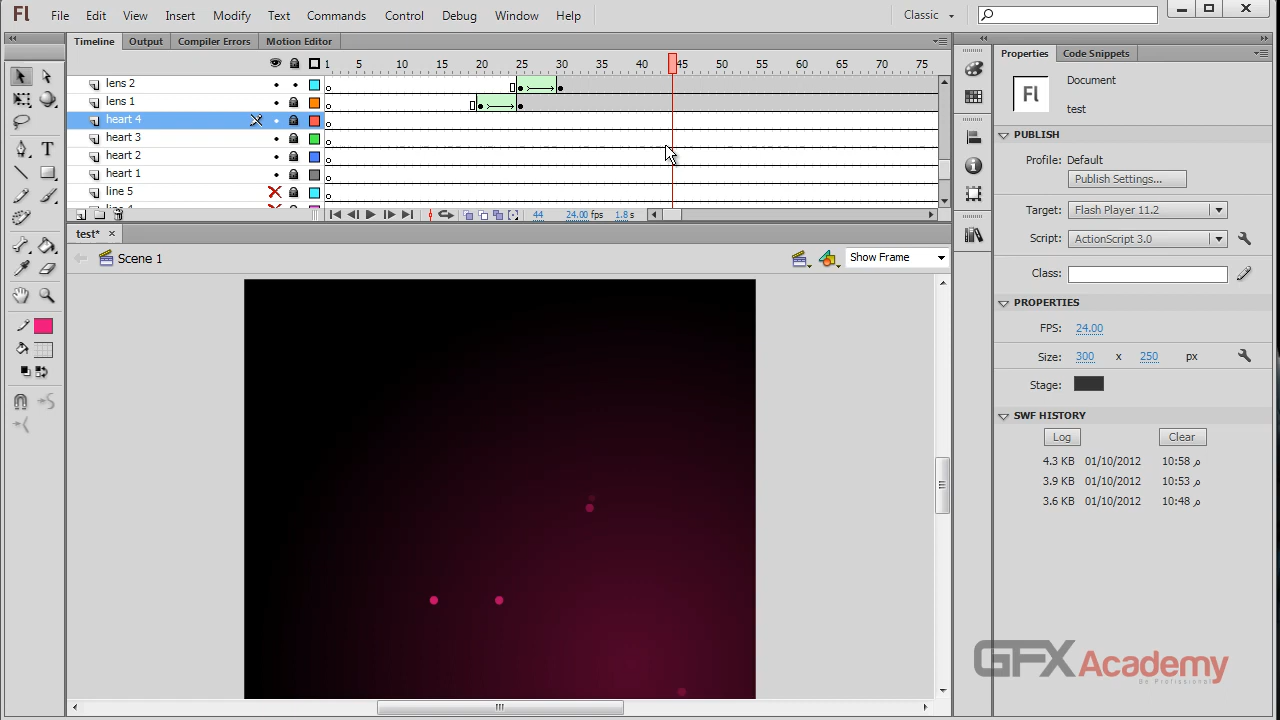 Fl File Edit View Insert Modify Text Commands Control Debug Window Help Classic
Timeline Output Compiler Errors Motion Editor
1 5 10 15 20 25 30 35 40 45 50 55 60 65 70 75
lens 2
lens 1
heart 4
heart 3
heart 2
heart 1
line 5
44 24.00 fps 1.8 s
test*
Scene 1
Show Frame
Properties Code Snippets
Fl
Document
test
PUBLISH
Profile: Default
Publish Settings...
Target: Flash Player 11.2
Script: ActionScript 3.0
Class:
PROPERTIES
FPS: 24.00
Size: 300 x 250 px
Stage:
SWF HISTORY
Log Clear
4.3 KB 01/10/2012 10:58 م
3.9 KB 01/10/2012 10:53 م
3.6 KB 01/10/2012 10:48 م
GFX Academy
Be Professional